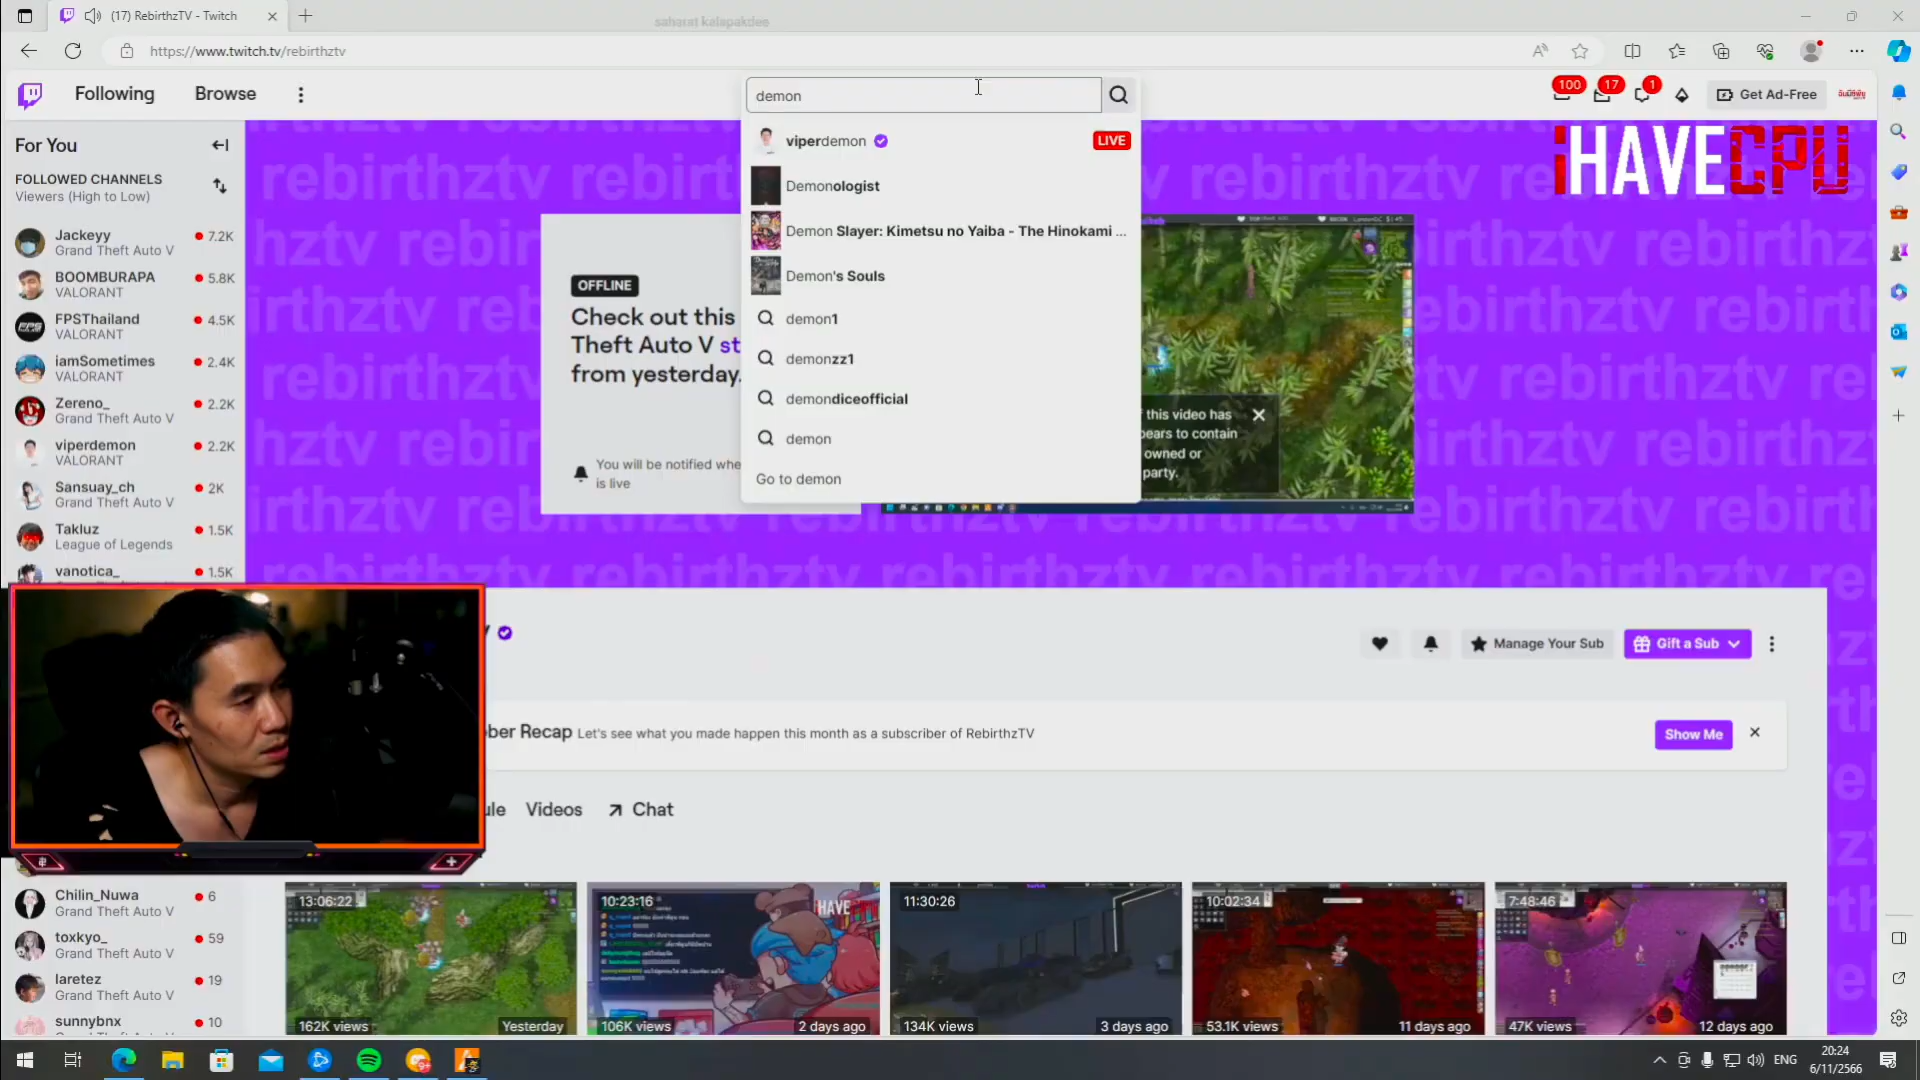 (17) RebirthzTV - Twitch
saharat kalapakdee
https://www.twitch.tv/rebirthztv
Following
Browse
demon
100
17
1
Get Ad-Free
iHAVECPU
For You
FOLLOWED CHANNELS
Viewers (High to Low)
Jackeyy
7.2K
Grand Theft Auto V
BOOMBURAPA
5.8K
VALORANT
FPSThailand
4.5K
VALORANT
iamSometimes
2.4K
VALORANT
Zereno_
2.2K
Grand Theft Auto V
viperdemon
2.2K
VALORANT
Sansuay_ch
2K
Grand Theft Auto V
Takluz
1.5K
League of Legends
vanotica_
1.5K
viperdemon
LIVE
Demonologist
Demon Slayer: Kimetsu no Yaiba - The Hinokami ...
Demon's Souls
demon1
demonzz1
demondiceofficial
demon
Go to demon
OFFLINE
Check out this
Theft Auto V st
from yesterday.
You will be notified whe
is live
this video has
ears to contain
owned or
party.
rebirthztv rebirthztv rebirthztv rebirthztv
Manage Your Sub
Gift a Sub
ber Recap
Let's see what you made happen this month as a subscriber of RebirthzTV
Show Me
ule
Videos
Chat
Chilin_Nuwa
6
Grand Theft Auto V
toxkyo_
59
Grand Theft Auto V
laretez
19
Grand Theft Auto V
sunnybnx
10
13:06:22
162K views
Yesterday
10:23:16
HAVE
106K views
2 days ago
11:30:26
134K views
3 days ago
10:02:34
53.1K views
11 days ago
7:48:46
47K views
12 days ago
ENG
20:24
6/11/2566